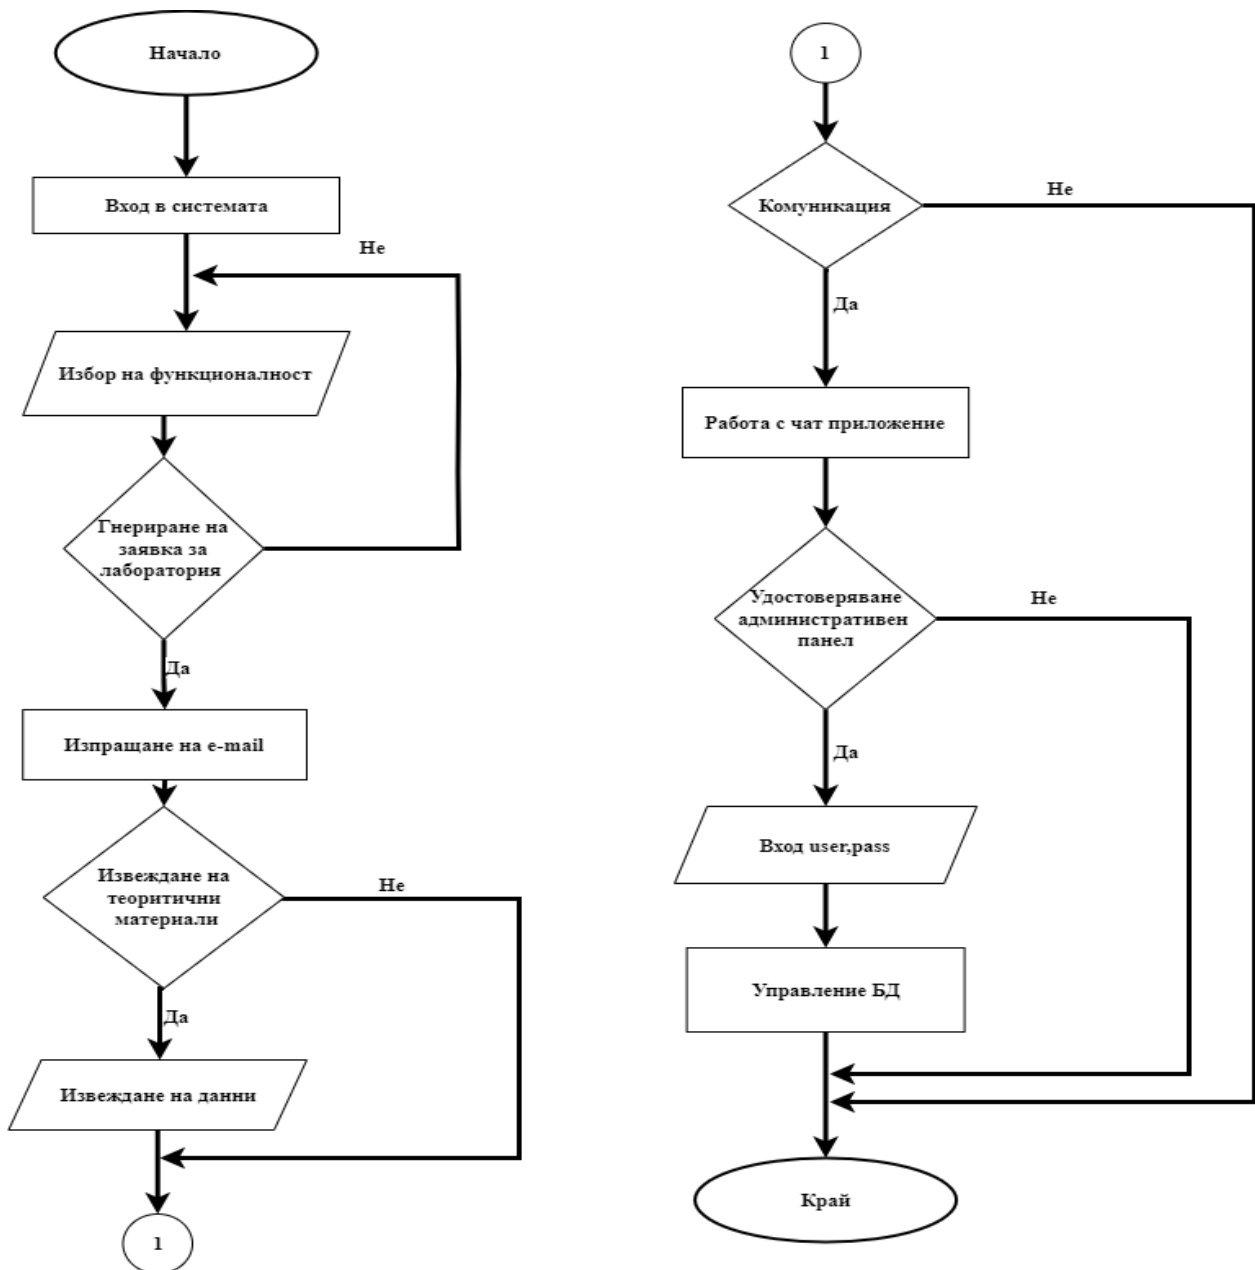 Начало
Вход в системата
Не
Избор на функционалност
Гнериране на
заявка за
лаборатория
Да
Изпращане на e-mail
Извеждане на
теоритични
материали
Не
Да
Извеждане на данни
1
1
Комуникация
Не
Да
Работа с чат приложение
Удостоверяване
административен
панел
Не
Да
Вход user,pass
Управление БД
Край